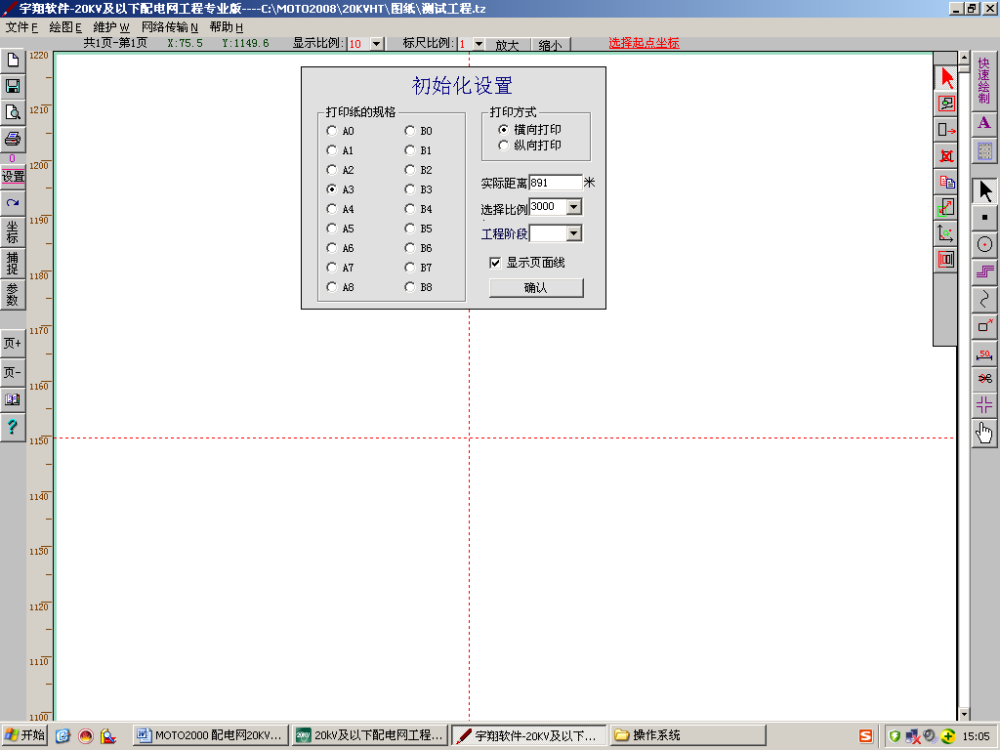 宇翔软件-20KV及以下配电网工程专业版----C:\MOTO2008\20KVHT\图纸\测试工程.tz
文件F 绘图E 维护W 网络传输N 帮助H
共1页-第1页 X:75.5 Y:1149.6 显示比例: 10 标尺比例: 1 放大 缩小 选择起点坐标
初始化设置
打印纸的规格
A0 B0
A1 B1
A2 B2
A3 B3
A4 B4
A5 B5
A6 B6
A7 B7
A8 B8
打印方式
横向打印
纵向打印
实际距离 891 米
选择比例 3000
工程阶段
显示页面线
确认
0
设置
坐标
捕捉
参数
页+
页-
?
1220
1210
1200
1190
1180
1170
1160
1150
1140
1130
1120
1110
1100
快速绘制
A
50
开始
MOTO2000 配电网20KV...
20kV及以下配电网工程...
宇翔软件-20KV及以下...
操作系统
S
15:05